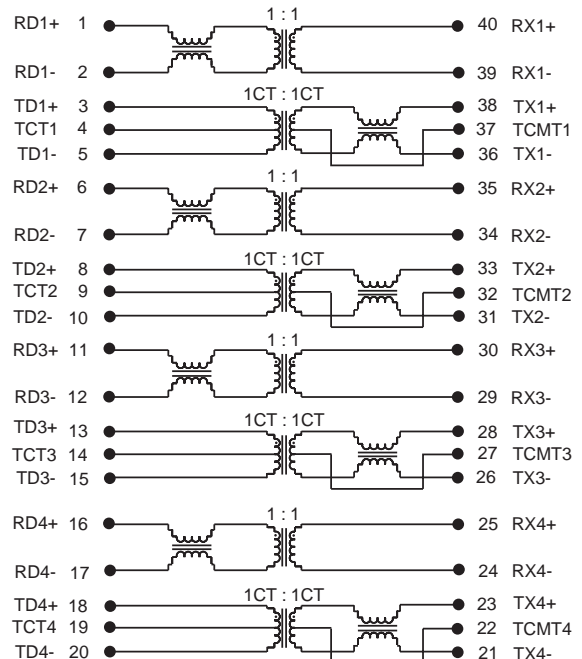 RD1+ 1 1 : 1 40 RX1+
RD1- 2 39 RX1-
TD1+ 3 1CT : 1CT 38 TX1+
TCT1 4 37 TCMT1
TD1- 5 36 TX1-
RD2+ 6 1 : 1 35 RX2+
RD2- 7 34 RX2-
TD2+ 8 1CT : 1CT 33 TX2+
TCT2 9 32 TCMT2
TD2- 10 31 TX2-
RD3+ 11 1 : 1 30 RX3+
RD3- 12 29 RX3-
TD3+ 13 1CT : 1CT 28 TX3+
TCT3 14 27 TCMT3
TD3- 15 26 TX3-
RD4+ 16 1 : 1 25 RX4+
RD4- 17 24 RX4-
TD4+ 18 1CT : 1CT 23 TX4+
TCT4 19 22 TCMT4
TD4- 20 21 TX4-